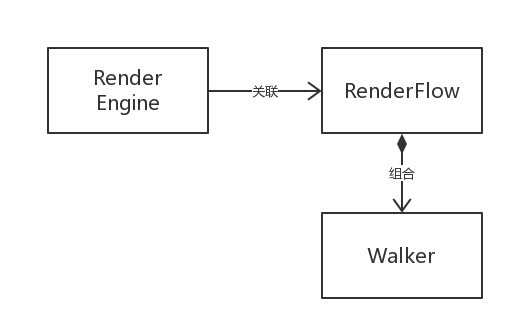 Render
Engine
关联
RenderFlow
组合
Walker